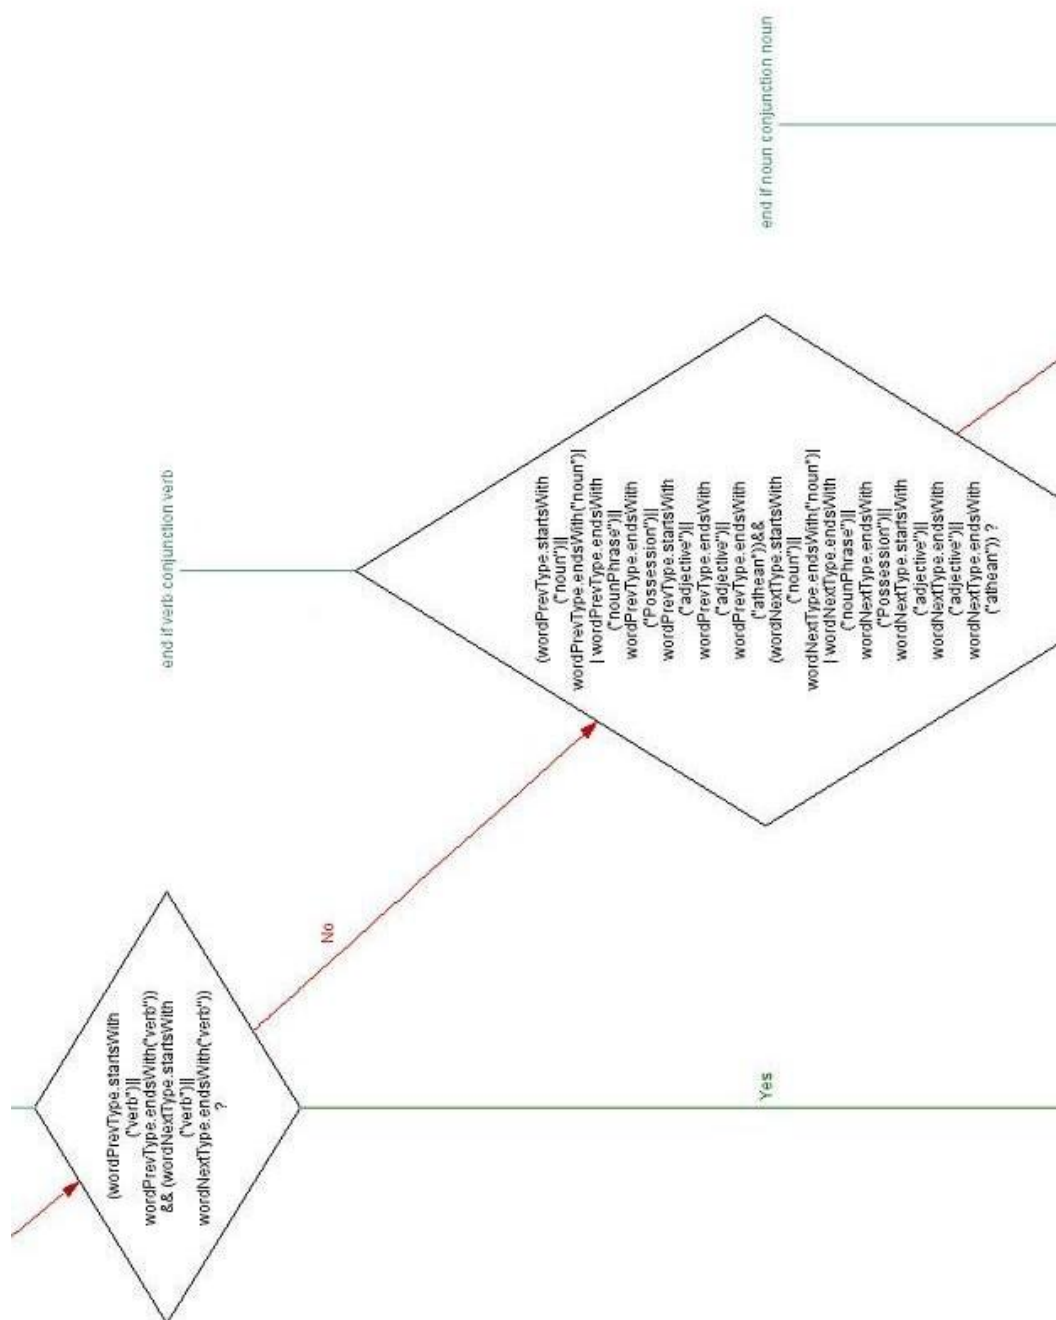 end if noun conjunction noun
end if verb conjunction verb
(wordPrevType.startsWith
("noun")||
wordPrevType.endsWith("noun")|
| wordPrevType.endsWith
("nounPhrase")||
wordPrevType.endsWith
("Possession")||
wordPrevType.startsWith
("adjective")||
wordPrevType.endsWith
("adjective")||
wordPrevType.endsWith
("athean"))&&
(wordNextType.startsWith
("noun")||
wordNextType.endsWith("noun")|
| wordNextType.endsWith
("nounPhrase")||
wordNextType.endsWith
("Possession")||
wordNextType.startsWith
("adjective")||
wordNextType.endsWith
("adjective")||
wordNextType.endsWith
("athean")) ?
No
(wordPrevType.startsWith
("verb")||
wordPrevType.endsWith("verb"))
&& (wordNextType.startsWith
("verb")||
wordNextType.endsWith("verb"))
?
Yes